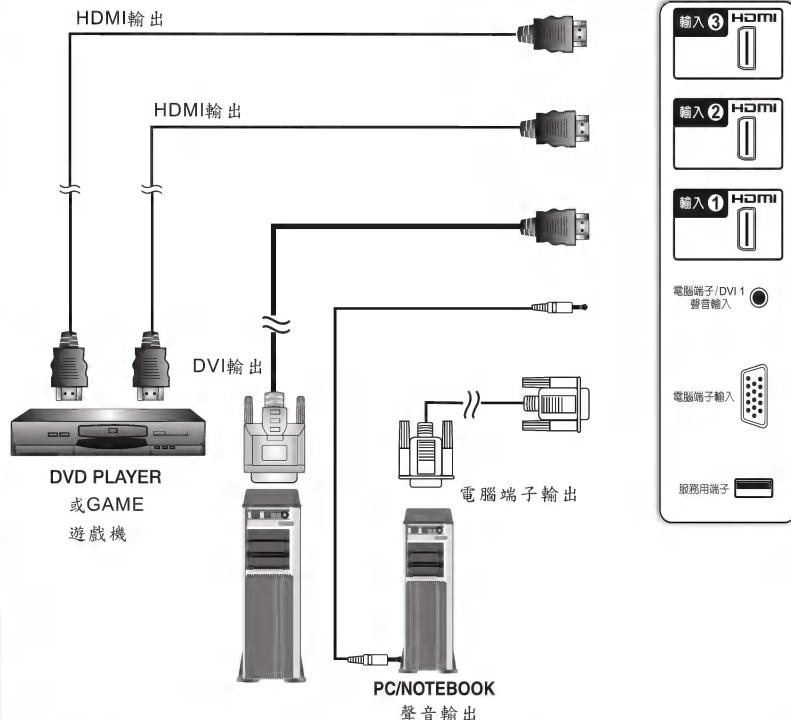 HDMI輸出
HDMI輸出
DVI輸出
DVD PLAYER
或GAME
遊戲機
電腦端子輸出
PC/NOTEBOOK
聲音輸出
輸入3 HDMI
輸入2 HDMI
輸入1 HDMI
電腦端子/DVI 1
聲音輸入
電腦端子輸入
服務用端子